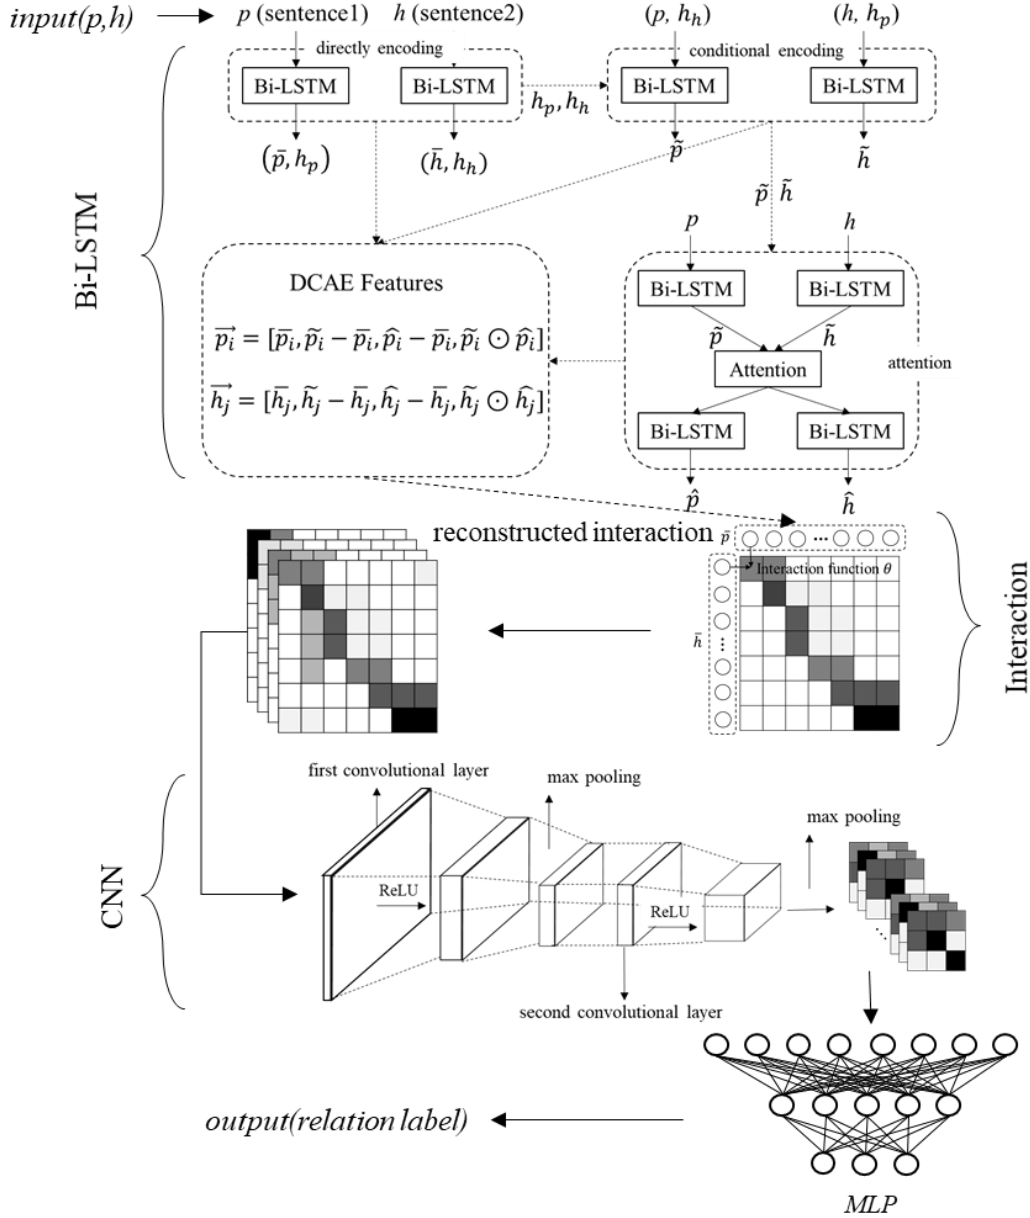 input(p,h)
p (sentence1)
h (sentence2)
(p, h_h)
(h, h_p)
directly encoding
conditional encoding
Bi-LSTM
Bi-LSTM
Bi-LSTM
Bi-LSTM
h_p, h_h
(p̄, h_p)
(h̄, h_h)
p̃
h̃
p̃ h̃
Bi-LSTM
p
h
DCAE Features
Bi-LSTM
Bi-LSTM
p⃗_i = [p̄_i, p̃_i − p̄_i, p̂_i − p̄_i, p̃_i ⊙ p̂_i]
p̃
h̃
Attention
attention
h⃗_j = [h̄_j, h̃_j − h̄_j, ĥ_j − h̄_j, h̃_j ⊙ ĥ_j]
Bi-LSTM
Bi-LSTM
p̂
ĥ
reconstructed interaction
p̄
Interaction function θ
h̄
Interaction
first convolutional layer
max pooling
max pooling
CNN
ReLU
ReLU
second convolutional layer
output(relation label)
MLP